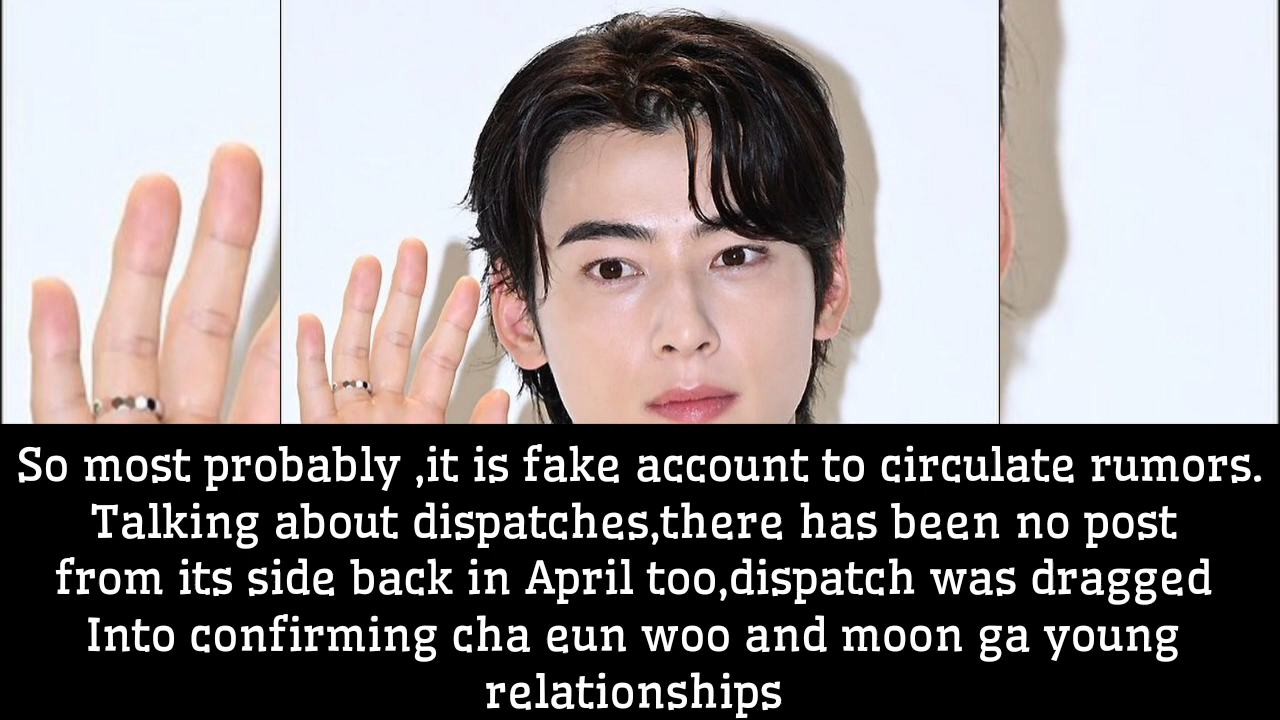 So most probably ,it is fake account to circulate rumors.
Talking about dispatches,there has been no post
from its side back in April too,dispatch was dragged
Into confirming cha eun woo and moon ga young
relationships